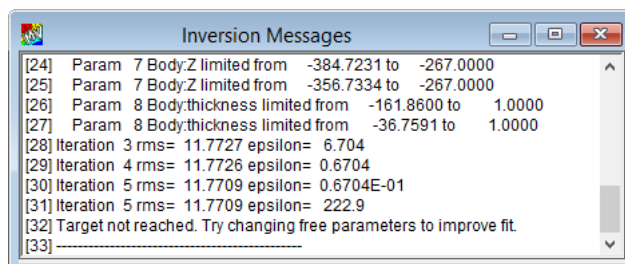 Inversion Messages
[24] Param 7 Body:Z limited from -384.7231 to -267.0000
[25] Param 7 Body:Z limited from -356.7334 to -267.0000
[26] Param 8 Body:thickness limited from -161.8600 to 1.0000
[27] Param 8 Body:thickness limited from -36.7591 to 1.0000
[28] Iteration 3 rms= 11.7727 epsilon= 6.704
[29] Iteration 4 rms= 11.7726 epsilon= 0.6704
[30] Iteration 5 rms= 11.7709 epsilon= 0.6704E-01
[31] Iteration 5 rms= 11.7709 epsilon= 222.9
[32] Target not reached. Try changing free parameters to improve fit.
[33] -----------------------------------------------